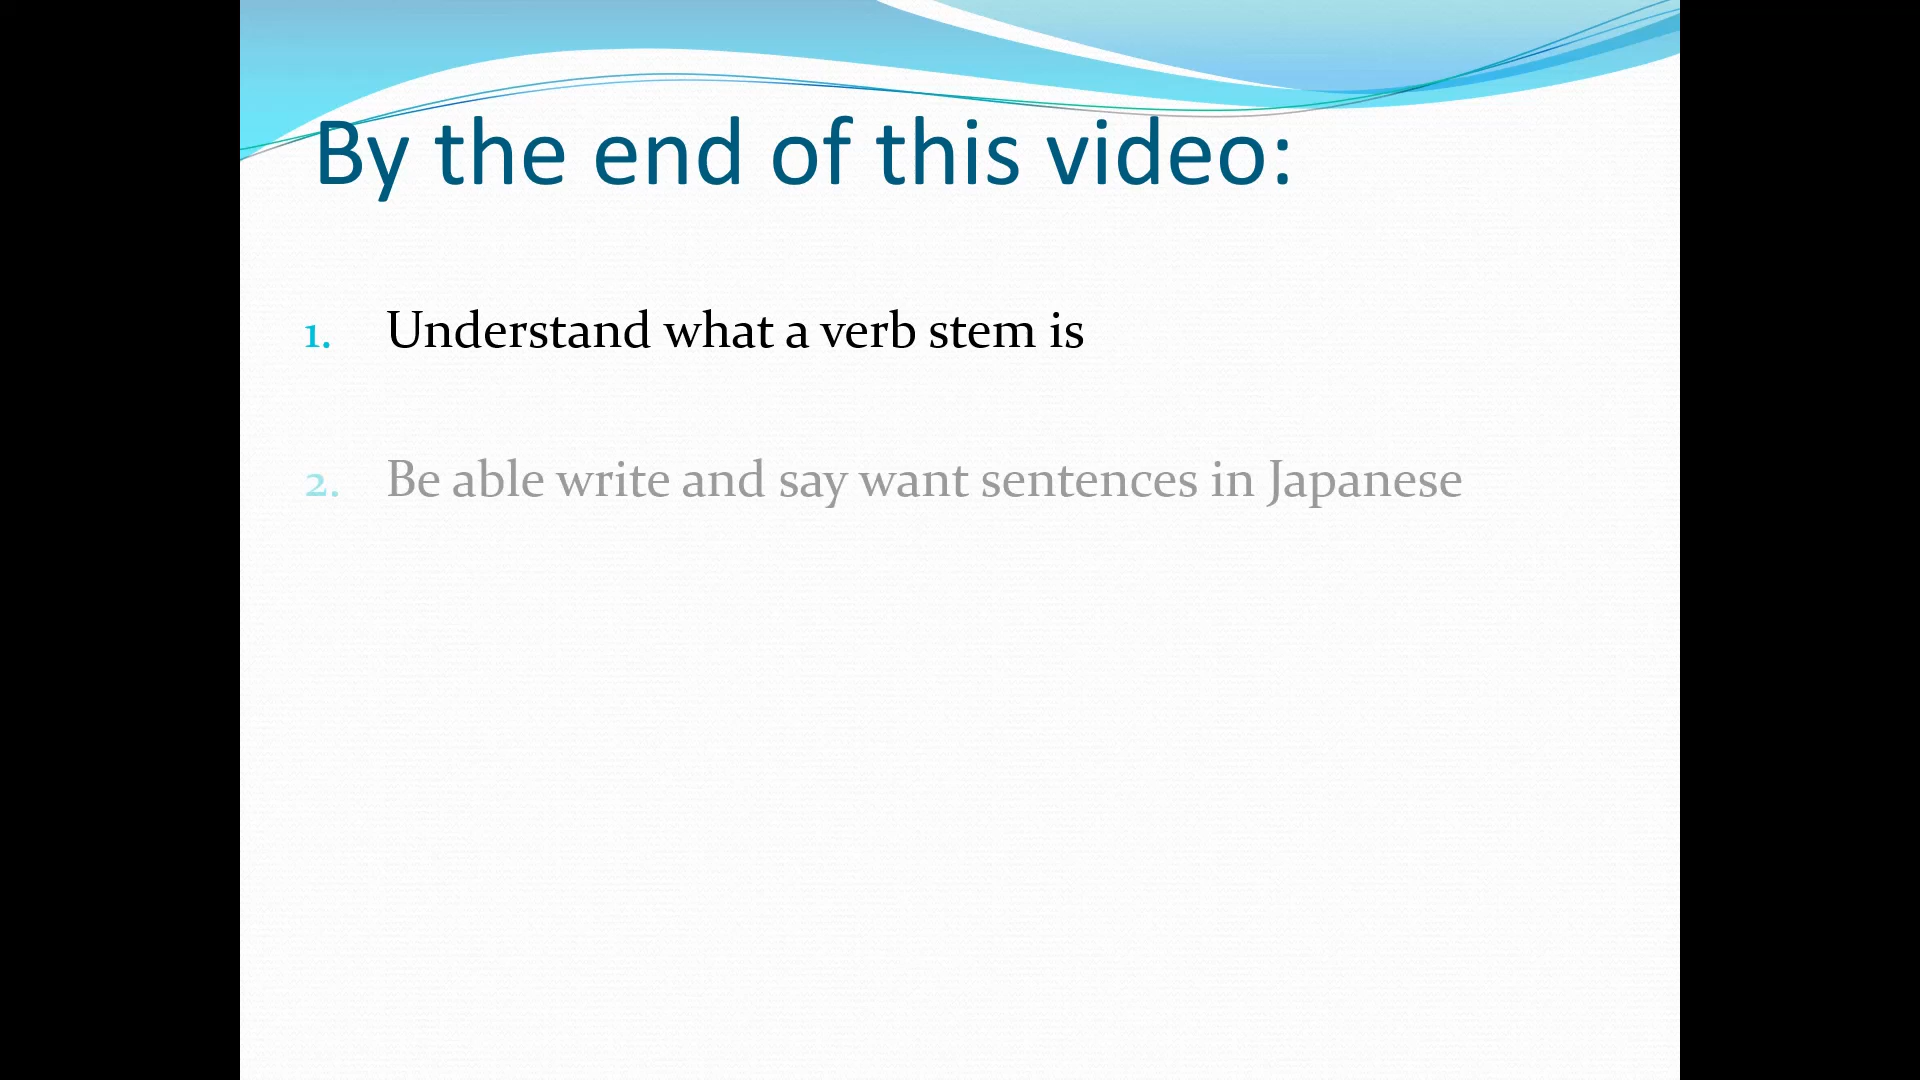 By the end of this video:
1. Understand what a verb stem is
2. Be able write and say want sentences in Japanese